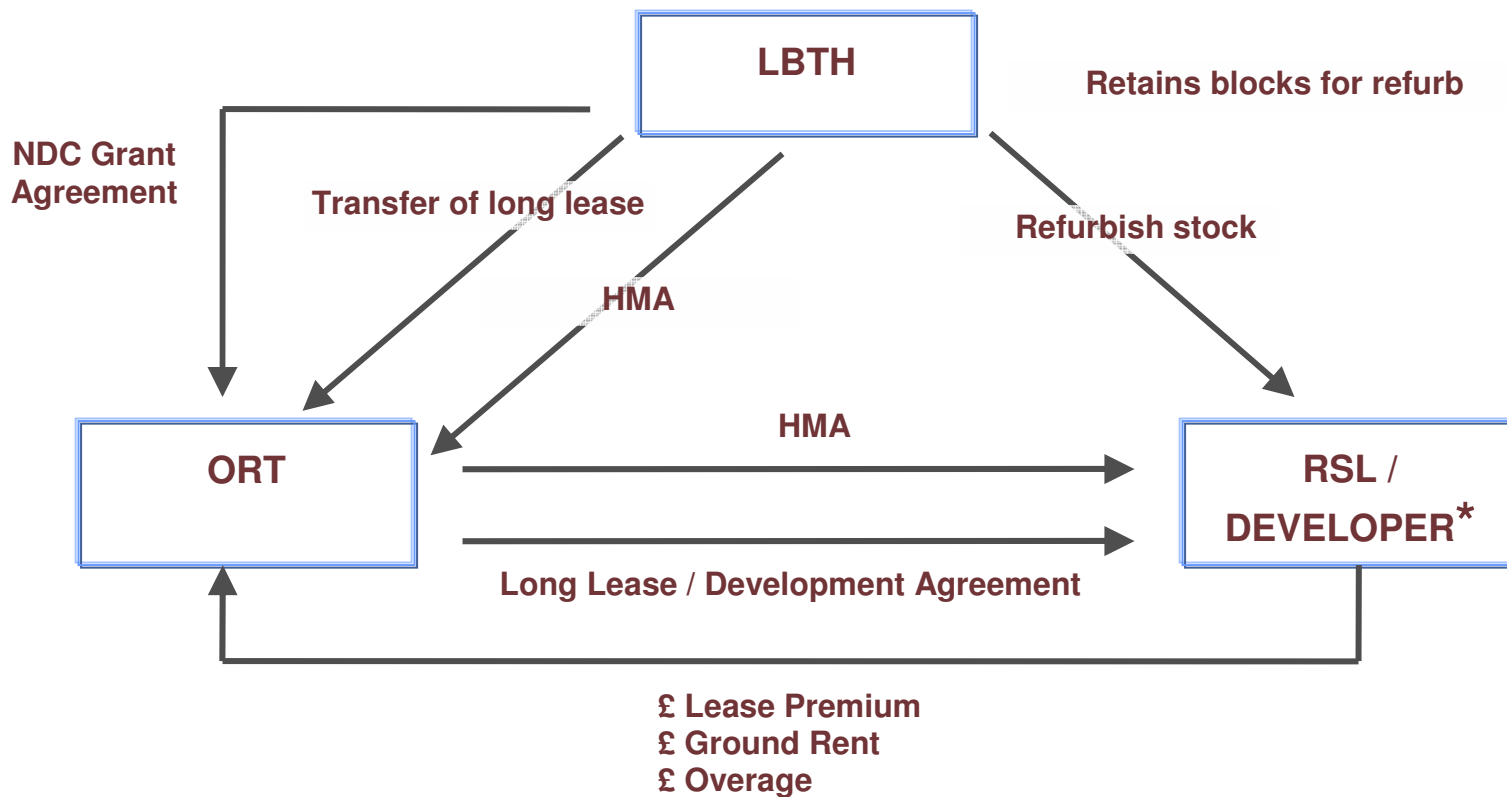 LBTH
Retains blocks for refurb
NDC Grant
Agreement
Transfer of long lease
Refurbish stock
HMA
HMA
ORT
RSL /
DEVELOPER*
Long Lease / Development Agreement
£ Lease Premium
£ Ground Rent
£ Overage